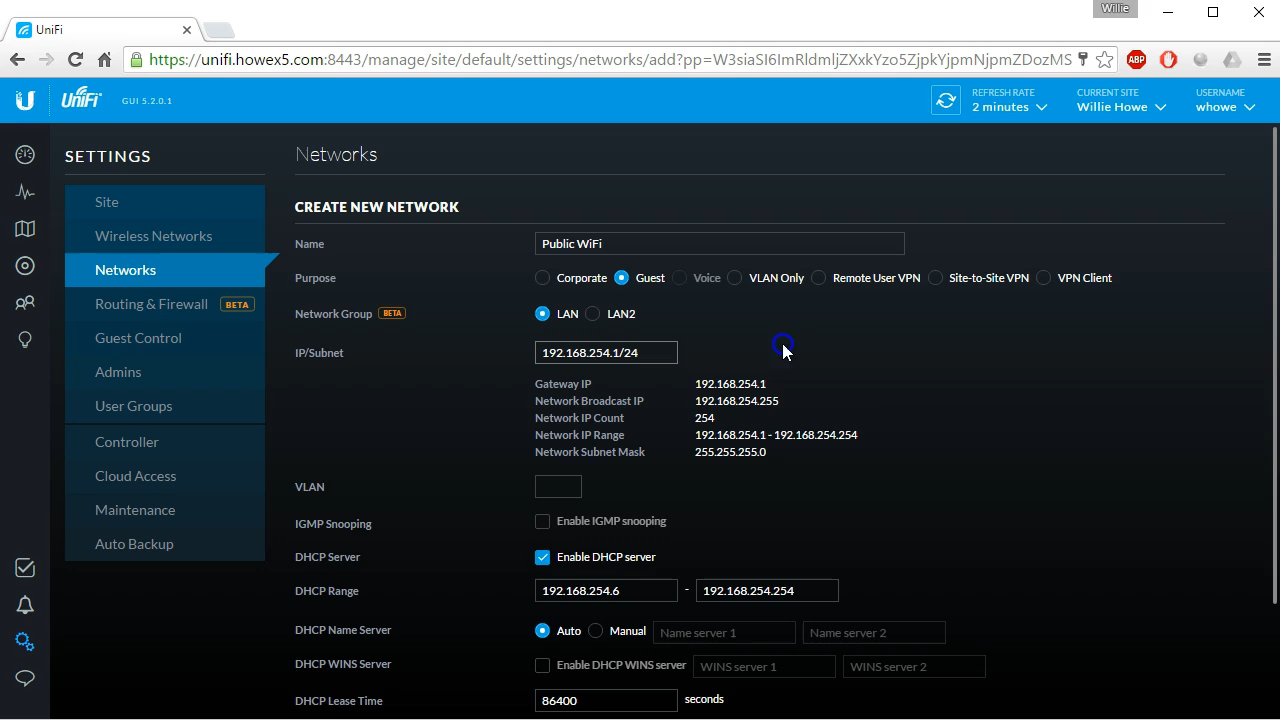 Willie
UniFi
https://unifi.howex5.com:8443/manage/site/default/settings/networks/add?pp=W3siaSI6ImRldmljZXxkYzo5ZjpkYjpmNjpmZDozMS
ABP
UniFi GUI 5.2.0.1
REFRESH RATE
2 minutes
CURRENT SITE
Willie Howe
USERNAME
whowe
SETTINGS
Site
Wireless Networks
Networks
Routing & Firewall BETA
Guest Control
Admins
User Groups
Controller
Cloud Access
Maintenance
Auto Backup
Networks
CREATE NEW NETWORK
Name Public WiFi
Purpose Corporate Guest Voice VLAN Only Remote User VPN Site-to-Site VPN VPN Client
Network Group BETA LAN LAN2
IP/Subnet 192.168.254.1/24
Gateway IP 192.168.254.1
Network Broadcast IP 192.168.254.255
Network IP Count 254
Network IP Range 192.168.254.1 - 192.168.254.254
Network Subnet Mask 255.255.255.0
VLAN
IGMP Snooping Enable IGMP snooping
DHCP Server Enable DHCP server
DHCP Range 192.168.254.6 - 192.168.254.254
DHCP Name Server Auto Manual Name server 1 Name server 2
DHCP WINS Server Enable DHCP WINS server WINS server 1 WINS server 2
DHCP Lease Time 86400 seconds